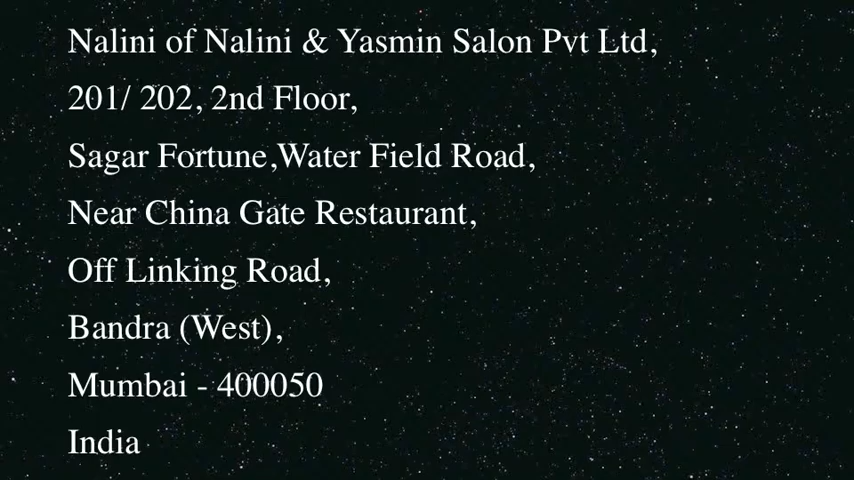 Nalini of Nalini & Yasmin Salon Pvt Ltd,
201/ 202, 2nd Floor,
Sagar Fortune,Water Field Road,
Near China Gate Restaurant,
Off Linking Road,
Bandra (West),
Mumbai - 400050
India